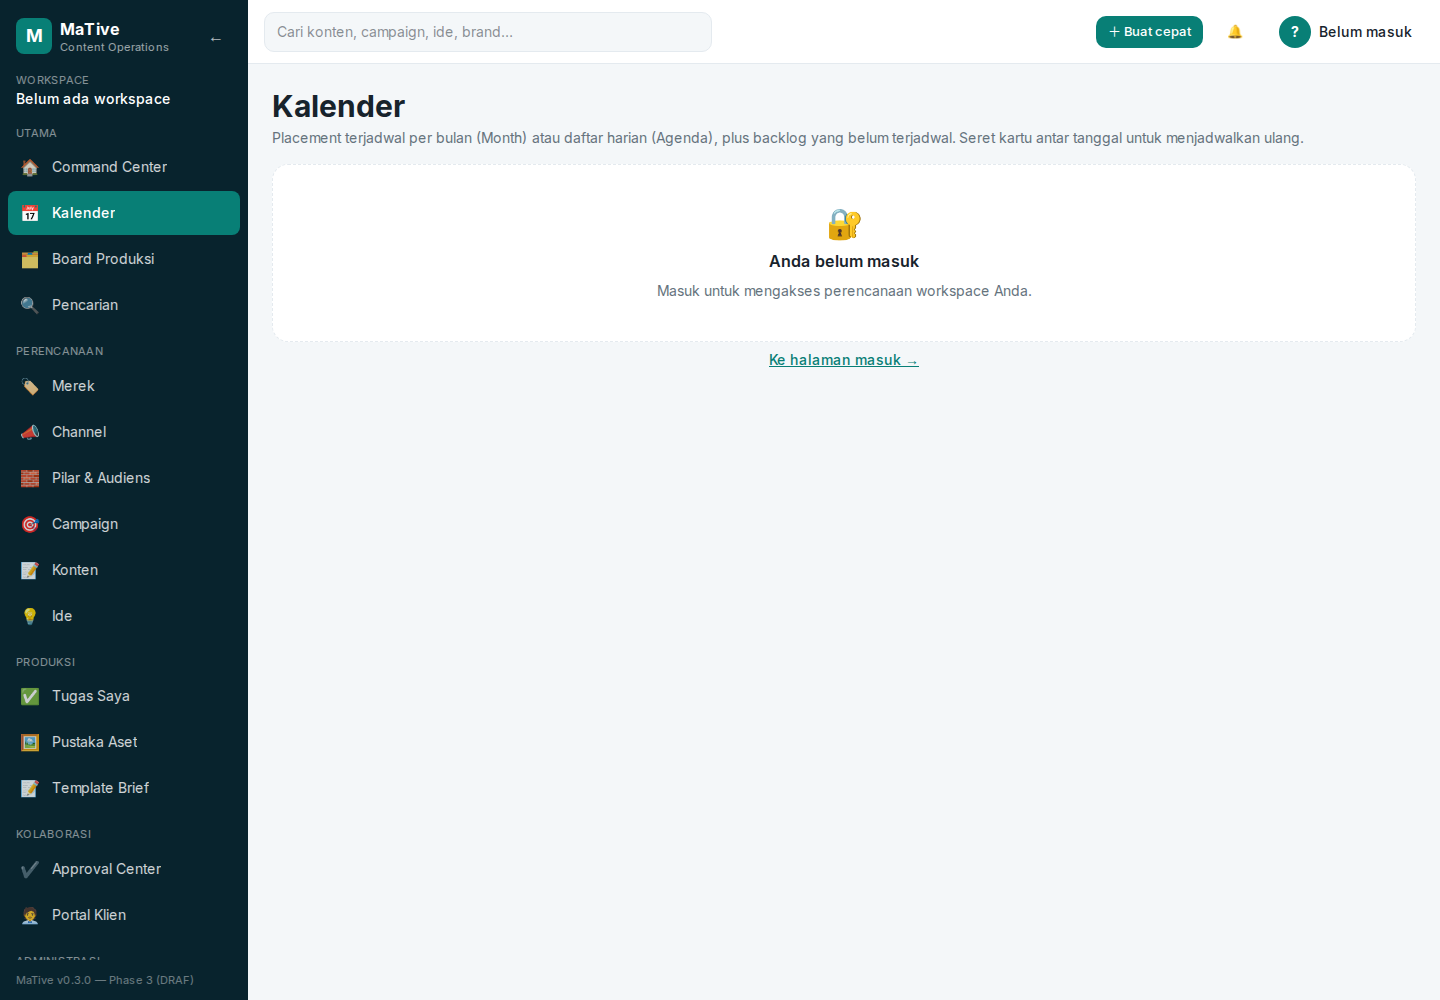 M
MaTive
Content Operations
←
WORKSPACE
Belum ada workspace
UTAMA
Command Center
Kalender
Board Produksi
Pencarian
PERENCANAAN
Merek
Channel
Pilar & Audiens
Campaign
Konten
Ide
PRODUKSI
Tugas Saya
Pustaka Aset
Template Brief
KOLABORASI
Approval Center
Portal Klien
ADMINISTRASI
MaTive v0.3.0 — Phase 3 (DRAF)
Cari konten, campaign, ide, brand...
+ Buat cepat
? Belum masuk
Kalender
Placement terjadwal per bulan (Month) atau daftar harian (Agenda), plus backlog yang belum terjadwal. Seret kartu antar tanggal untuk menjadwalkan ulang.
Anda belum masuk
Masuk untuk mengakses perencanaan workspace Anda.
Ke halaman masuk →